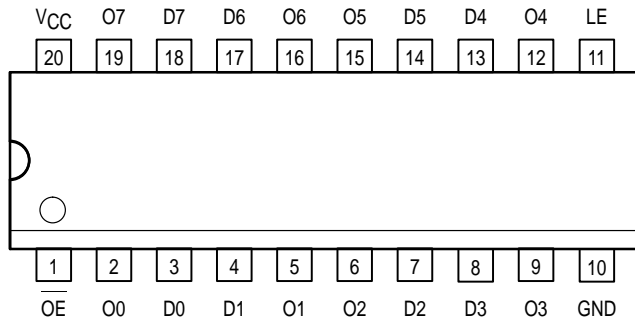 VCC O7 D7 D6 O6 O5 D5 D4 O4 LE
20 19 18 17 16 15 14 13 12 11
1 2 3 4 5 6 7 8 9 10
OE O0 D0 D1 O1 O2 D2 D3 O3 GND